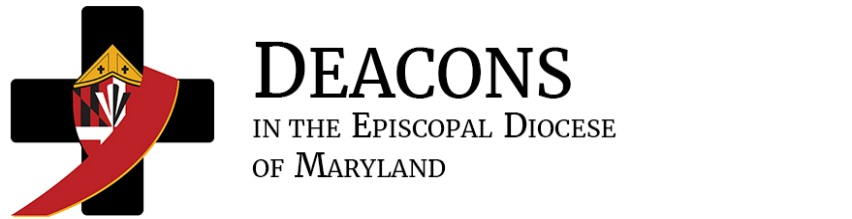 DEACONS
IN THE EPISCOPAL DIOCESE
OF MARYLAND